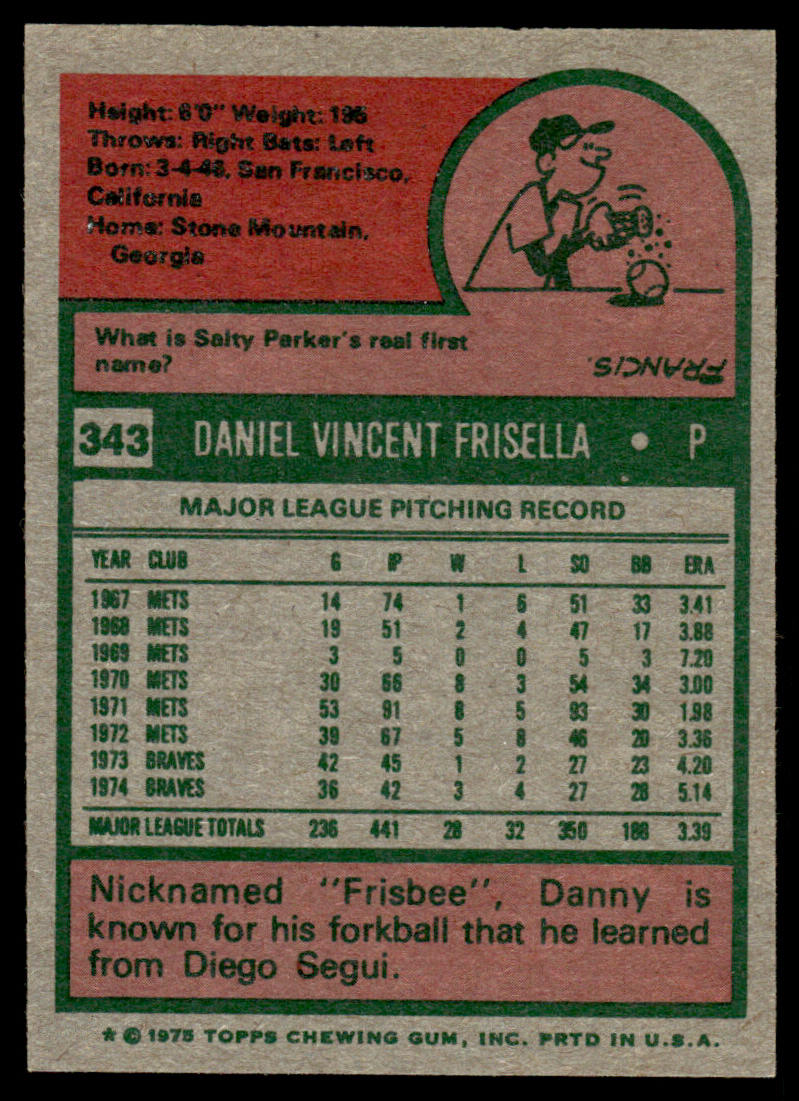 Height: 6'0" Weight: 195
Throws: Right Bats: Left
Born: 3-4-46, San Francisco,
California
Home: Stone Mountain,
Georgia
What is Salty Parker's real first
name?
FRANCIS.
343 DANIEL VINCENT FRISELLA • P
MAJOR LEAGUE PITCHING RECORD
YEAR CLUB G IP W L SO BB ERA
1967 METS 14 74 1 6 51 33 3.41
1968 METS 19 51 2 4 47 17 3.88
1969 METS 3 5 0 0 5 3 7.20
1970 METS 30 66 8 3 54 34 3.00
1971 METS 53 91 8 5 93 30 1.98
1972 METS 39 67 5 8 46 20 3.36
1973 BRAVES 42 45 1 2 27 23 4.20
1974 BRAVES 36 42 3 4 27 28 5.14
MAJOR LEAGUE TOTALS 236 441 28 32 350 188 3.39
Nicknamed "Frisbee", Danny is
known for his forkball that he learned
from Diego Segui.
* © 1975 TOPPS CHEWING GUM, INC. PRTD IN U.S.A.